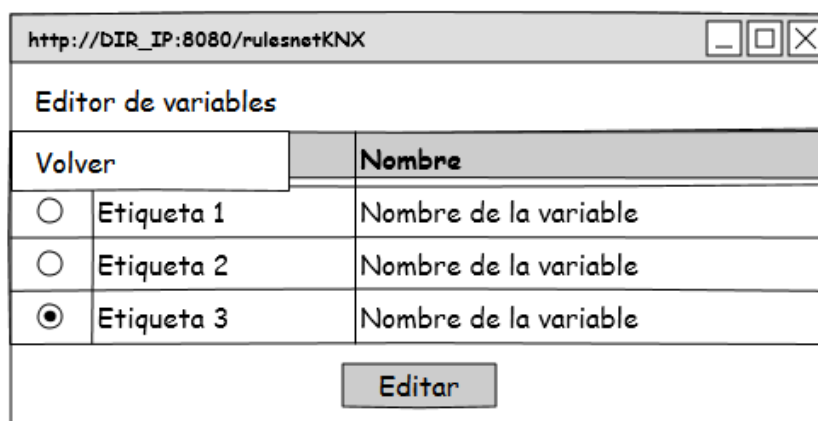 http://DIR_IP:8080/rulesnetKNX
Editor de variables
Volver
Nombre
Etiqueta 1 Nombre de la variable
Etiqueta 2 Nombre de la variable
Etiqueta 3 Nombre de la variable
Editar